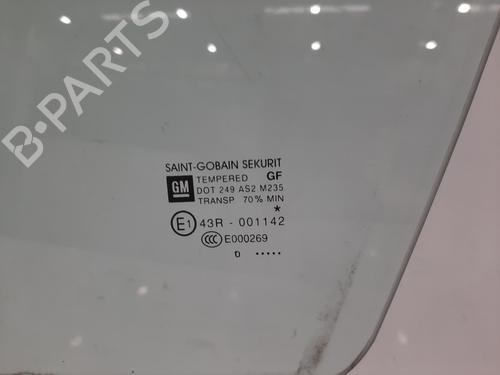 B-PARTS
SAINT-GOBAIN SEKURIT
TEMPERED GF
GM DOT 249 AS2 M235
TRANSP 70% MIN
*
E1 43R - 001142
CCC E000269
D .....